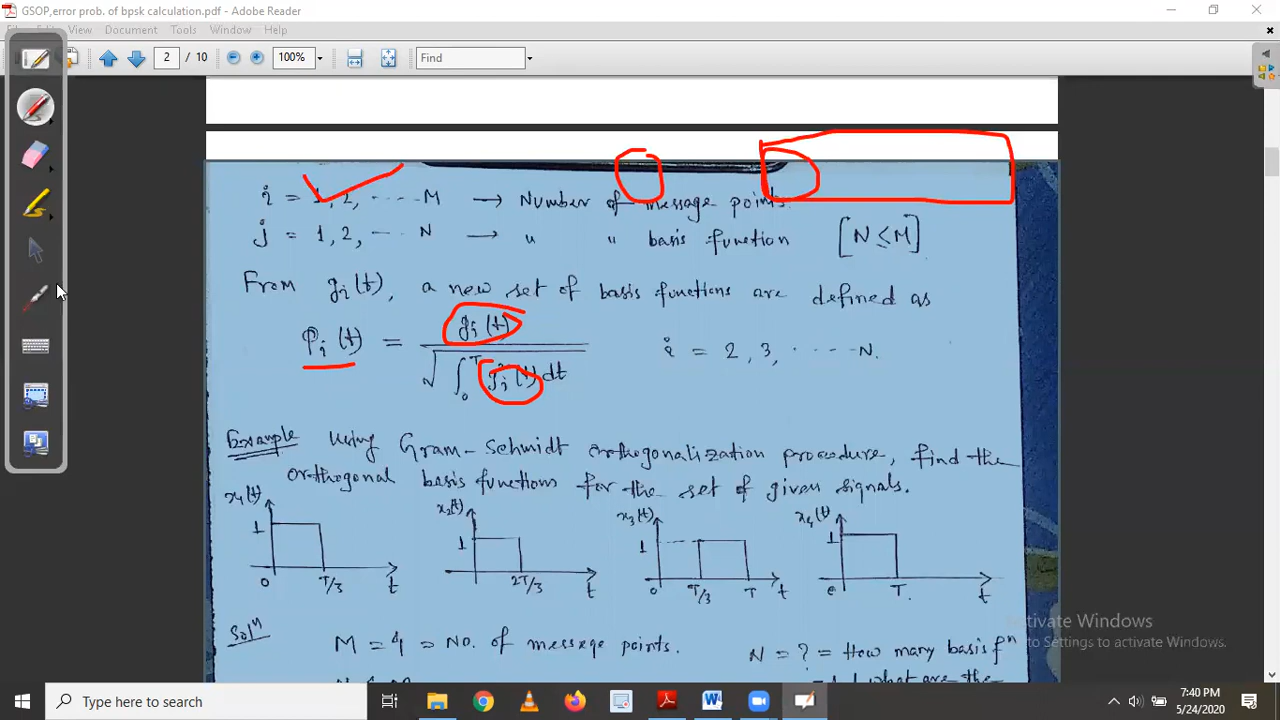 GSOP,error prob. of bpsk calculation.pdf - Adobe Reader
View Document Tools Window Help
2 / 10 100% Find
i = 1, 2, ..... M → Number of message points.
j = 1, 2, ... N → " " basis function [N ≤ M]
From gi(t), a new set of basis functions are defined as
φi(t) = gi(t) / √∫₀ᵀ gi²(t) dt i = 2, 3, ..... N.
Example Using Gram-Schmidt orthogonalization procedure, find the
orthogonal basis functions for the set of given signals.
x1(t) x2(t) x3(t) x4(t)
1 1 1 1
0 T/3 t 2T/3 t 0 T/3 T t 0 T. t
Activate Windows
to Settings to activate Windows.
Solⁿ M = 4 = No. of message points. N = ? = How many basis fⁿ
what are the
Type here to search
7:40 PM
5/24/2020